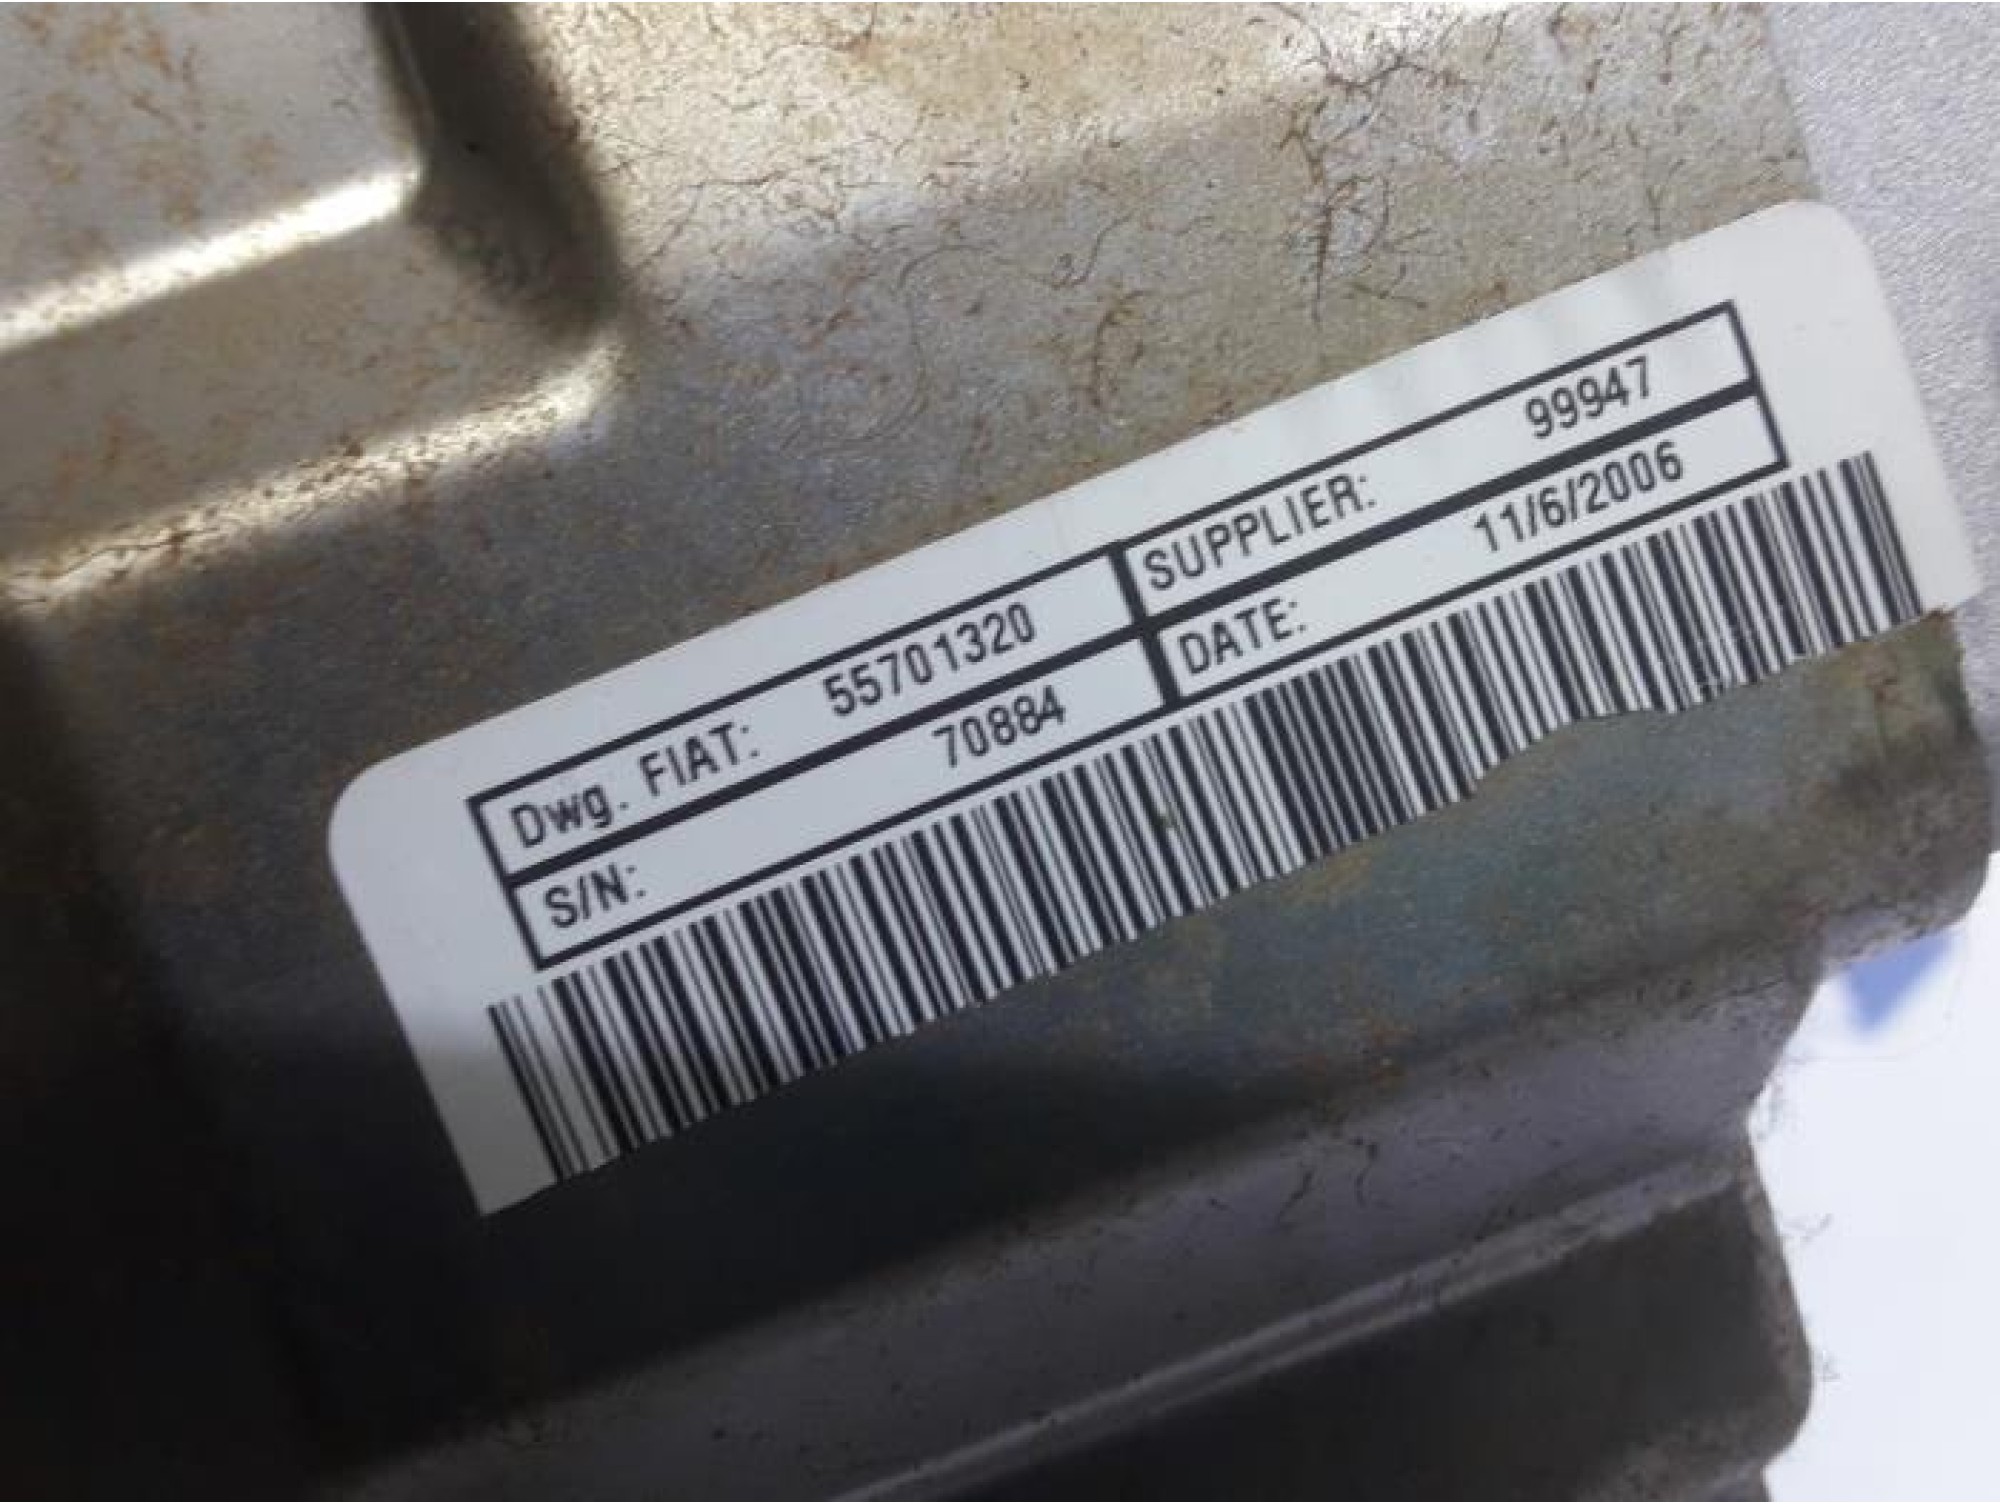 Dwg. FIAT: 55701320 SUPPLIER: 99947
S/N: 70884 DATE: 11/6/2006